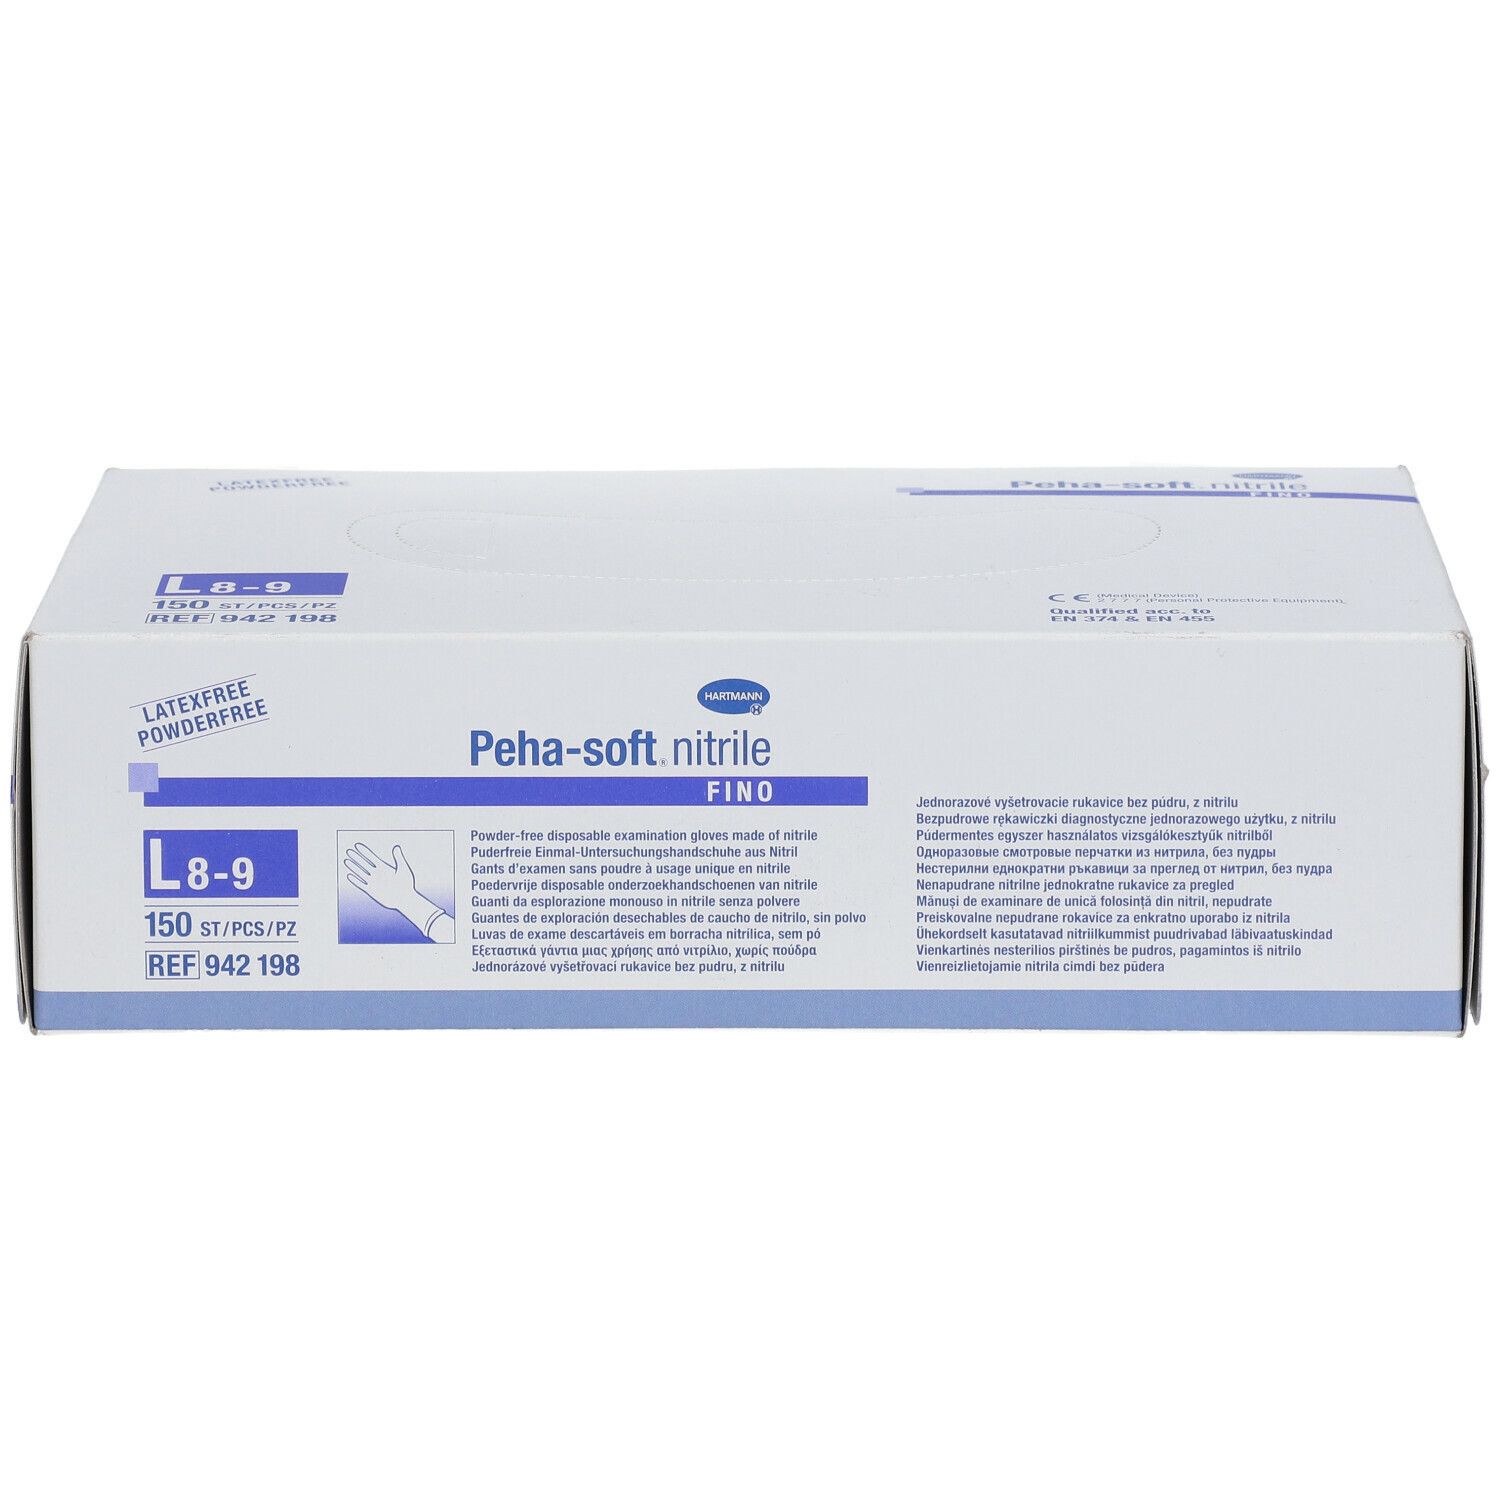 LATEXFREE
POWDERFREE
HARTMANN
Peha-soft® nitrile
FINO
L 8-9
150 ST/PCS/PZ
REF 942 198
CE (Medical Device)
2777 (Personal Protective Equipment)
Qualified acc. to
EN 374 & EN 455
LATEXFREE
POWDERFREE
HARTMANN
Peha-soft® nitrile
FINO
L 8-9
150 ST/PCS/PZ
REF 942 198
Powder-free disposable examination gloves made of nitrile
Puderfreie Einmal-Untersuchungshandschuhe aus Nitril
Gants d'examen sans poudre à usage unique en nitrile
Poedervrije disposable onderzoekhandschoenen van nitrile
Guanti da esplorazione monouso in nitrile senza polvere
Guantes de exploración desechables de caucho de nitrilo, sin polvo
Luvas de exame descartáveis em borracha nitrílica, sem pó
Εξεταστικά γάντια μιας χρήσης από νιτρίλιο, χωρίς πούδρα
Jednorázové vyšetřovací rukavice bez pudru, z nitrilu
Jednorazové vyšetrovacie rukavice bez púdru, z nitrilu
Bezpudrowe rękawiczki diagnostyczne jednorazowego użytku, z nitrilu
Púdermentes egyszer használatos vizsgálókesztyűk nitrilből
Одноразовые смотровые перчатки из нитрила, без пудры
Нестерилни еднократни ръкавици за преглед от нитрил, без пудра
Nenapudrane nitrilne jednokratne rukavice za pregled
Mănuşi de examinare de unică folosinţă din nitril, nepudrate
Preiskovalne nepudrane rokavice za enkratno uporabo iz nitrila
Ühekordselt kasutatavad nitriilkummist puudrivabad läbivaatuskindad
Vienkartinės nesterilios pirštinės be pudros, pagamintos iš nitrilo
Vienreizlietojamie nitrila cimdi bez pūdera